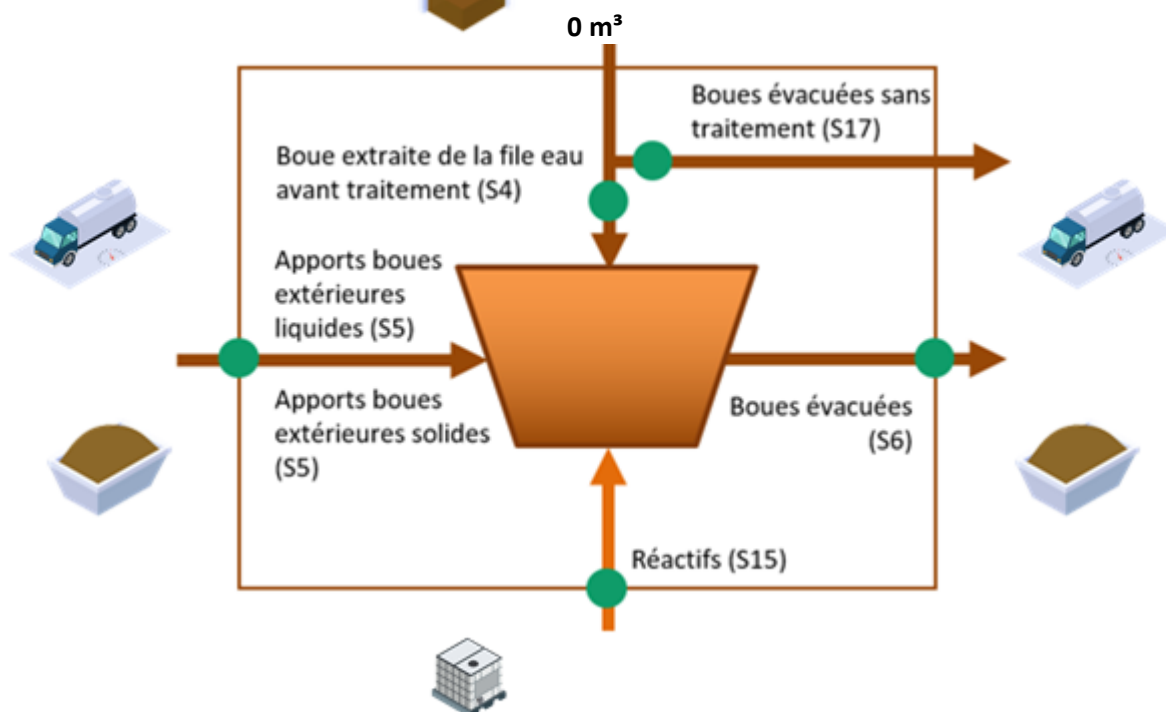 0 m³
Boues évacuées sans
traitement (S17)
Boue extraite de la file eau
avant traitement (S4)
Apports boues
extérieures
liquides (S5)
Apports boues
extérieures solides
(S5)
Boues évacuées
(S6)
Réactifs (S15)